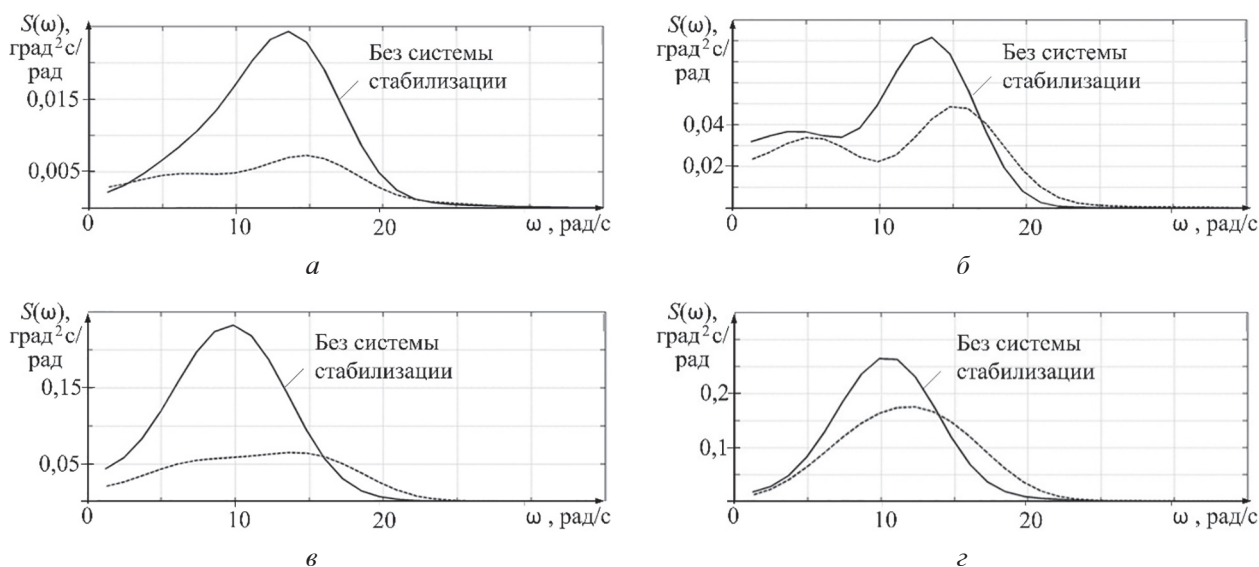 S(ω),
град²с/
рад
0,015
0,005
0
10
20
ω , рад/с
Без системы
стабилизации
а
S(ω),
град²с/
рад
0,04
0,02
0
10
20
ω , рад/с
Без системы
стабилизации
б
S(ω),
град²с/
рад
0,15
0,05
0
10
20
ω , рад/с
Без системы
стабилизации
в
S(ω),
град²с/
рад
0,2
0,1
0
10
20
ω , рад/с
Без системы
стабилизации
г